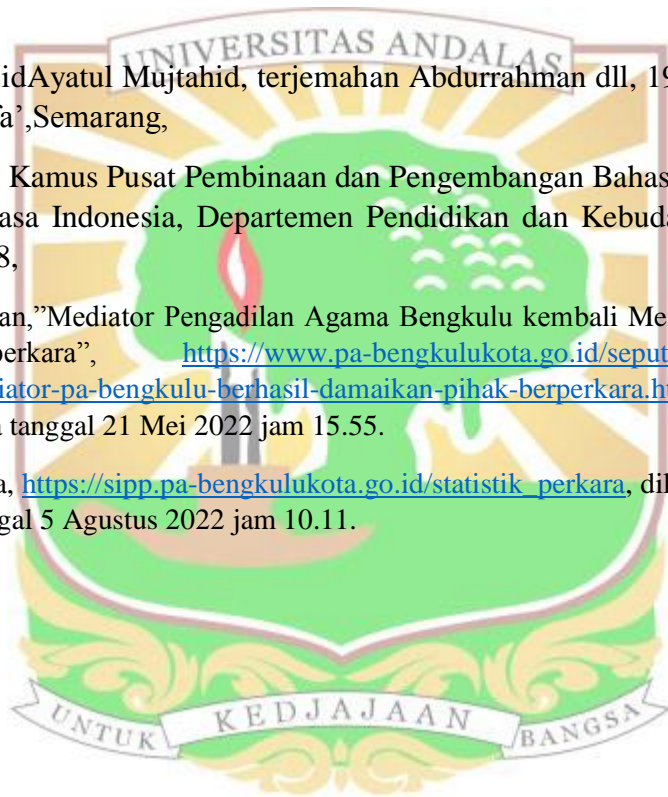 UNIVERSITAS ANDALAS
idAyatul Mujtahid, terjemahan Abdurrahman dll, 19
fa’,Semarang,
Kamus Pusat Pembinaan dan Pengembangan Bahas
asa Indonesia, Departemen Pendidikan dan Kebuda
8,
an,”Mediator Pengadilan Agama Bengkulu kembali Me
erkara”, https://www.pa-bengkulukota.go.id/seput
iator-pa-bengkulu-berhasil-damaikan-pihak-berperkara.ht
a tanggal 21 Mei 2022 jam 15.55.
a, https://sipp.pa-bengkulukota.go.id/statistik_perkara, dil
gal 5 Agustus 2022 jam 10.11.
UNTUK KEDJAJAAN BANGSA